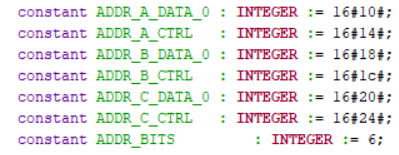 constant ADDR_A_DATA_0 : INTEGER := 16#10#;
constant ADDR_A_CTRL : INTEGER := 16#14#;
constant ADDR_B_DATA_0 : INTEGER := 16#18#;
constant ADDR_B_CTRL : INTEGER := 16#1c#;
constant ADDR_C_DATA_0 : INTEGER := 16#20#;
constant ADDR_C_CTRL : INTEGER := 16#24#;
constant ADDR_BITS : INTEGER := 6;